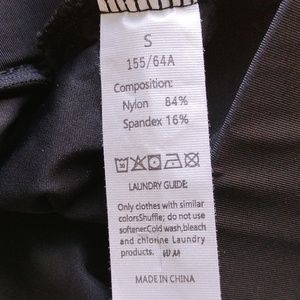 S
155/64A
Composition:
Nylon 84%
Spandex 16%
LAUNDRY GUIDE:
Only clothes with similar
colorsShuffle; do not use
softener.Cold wash,bleach
and chlorine Laundry
products.
MADE IN CHINA